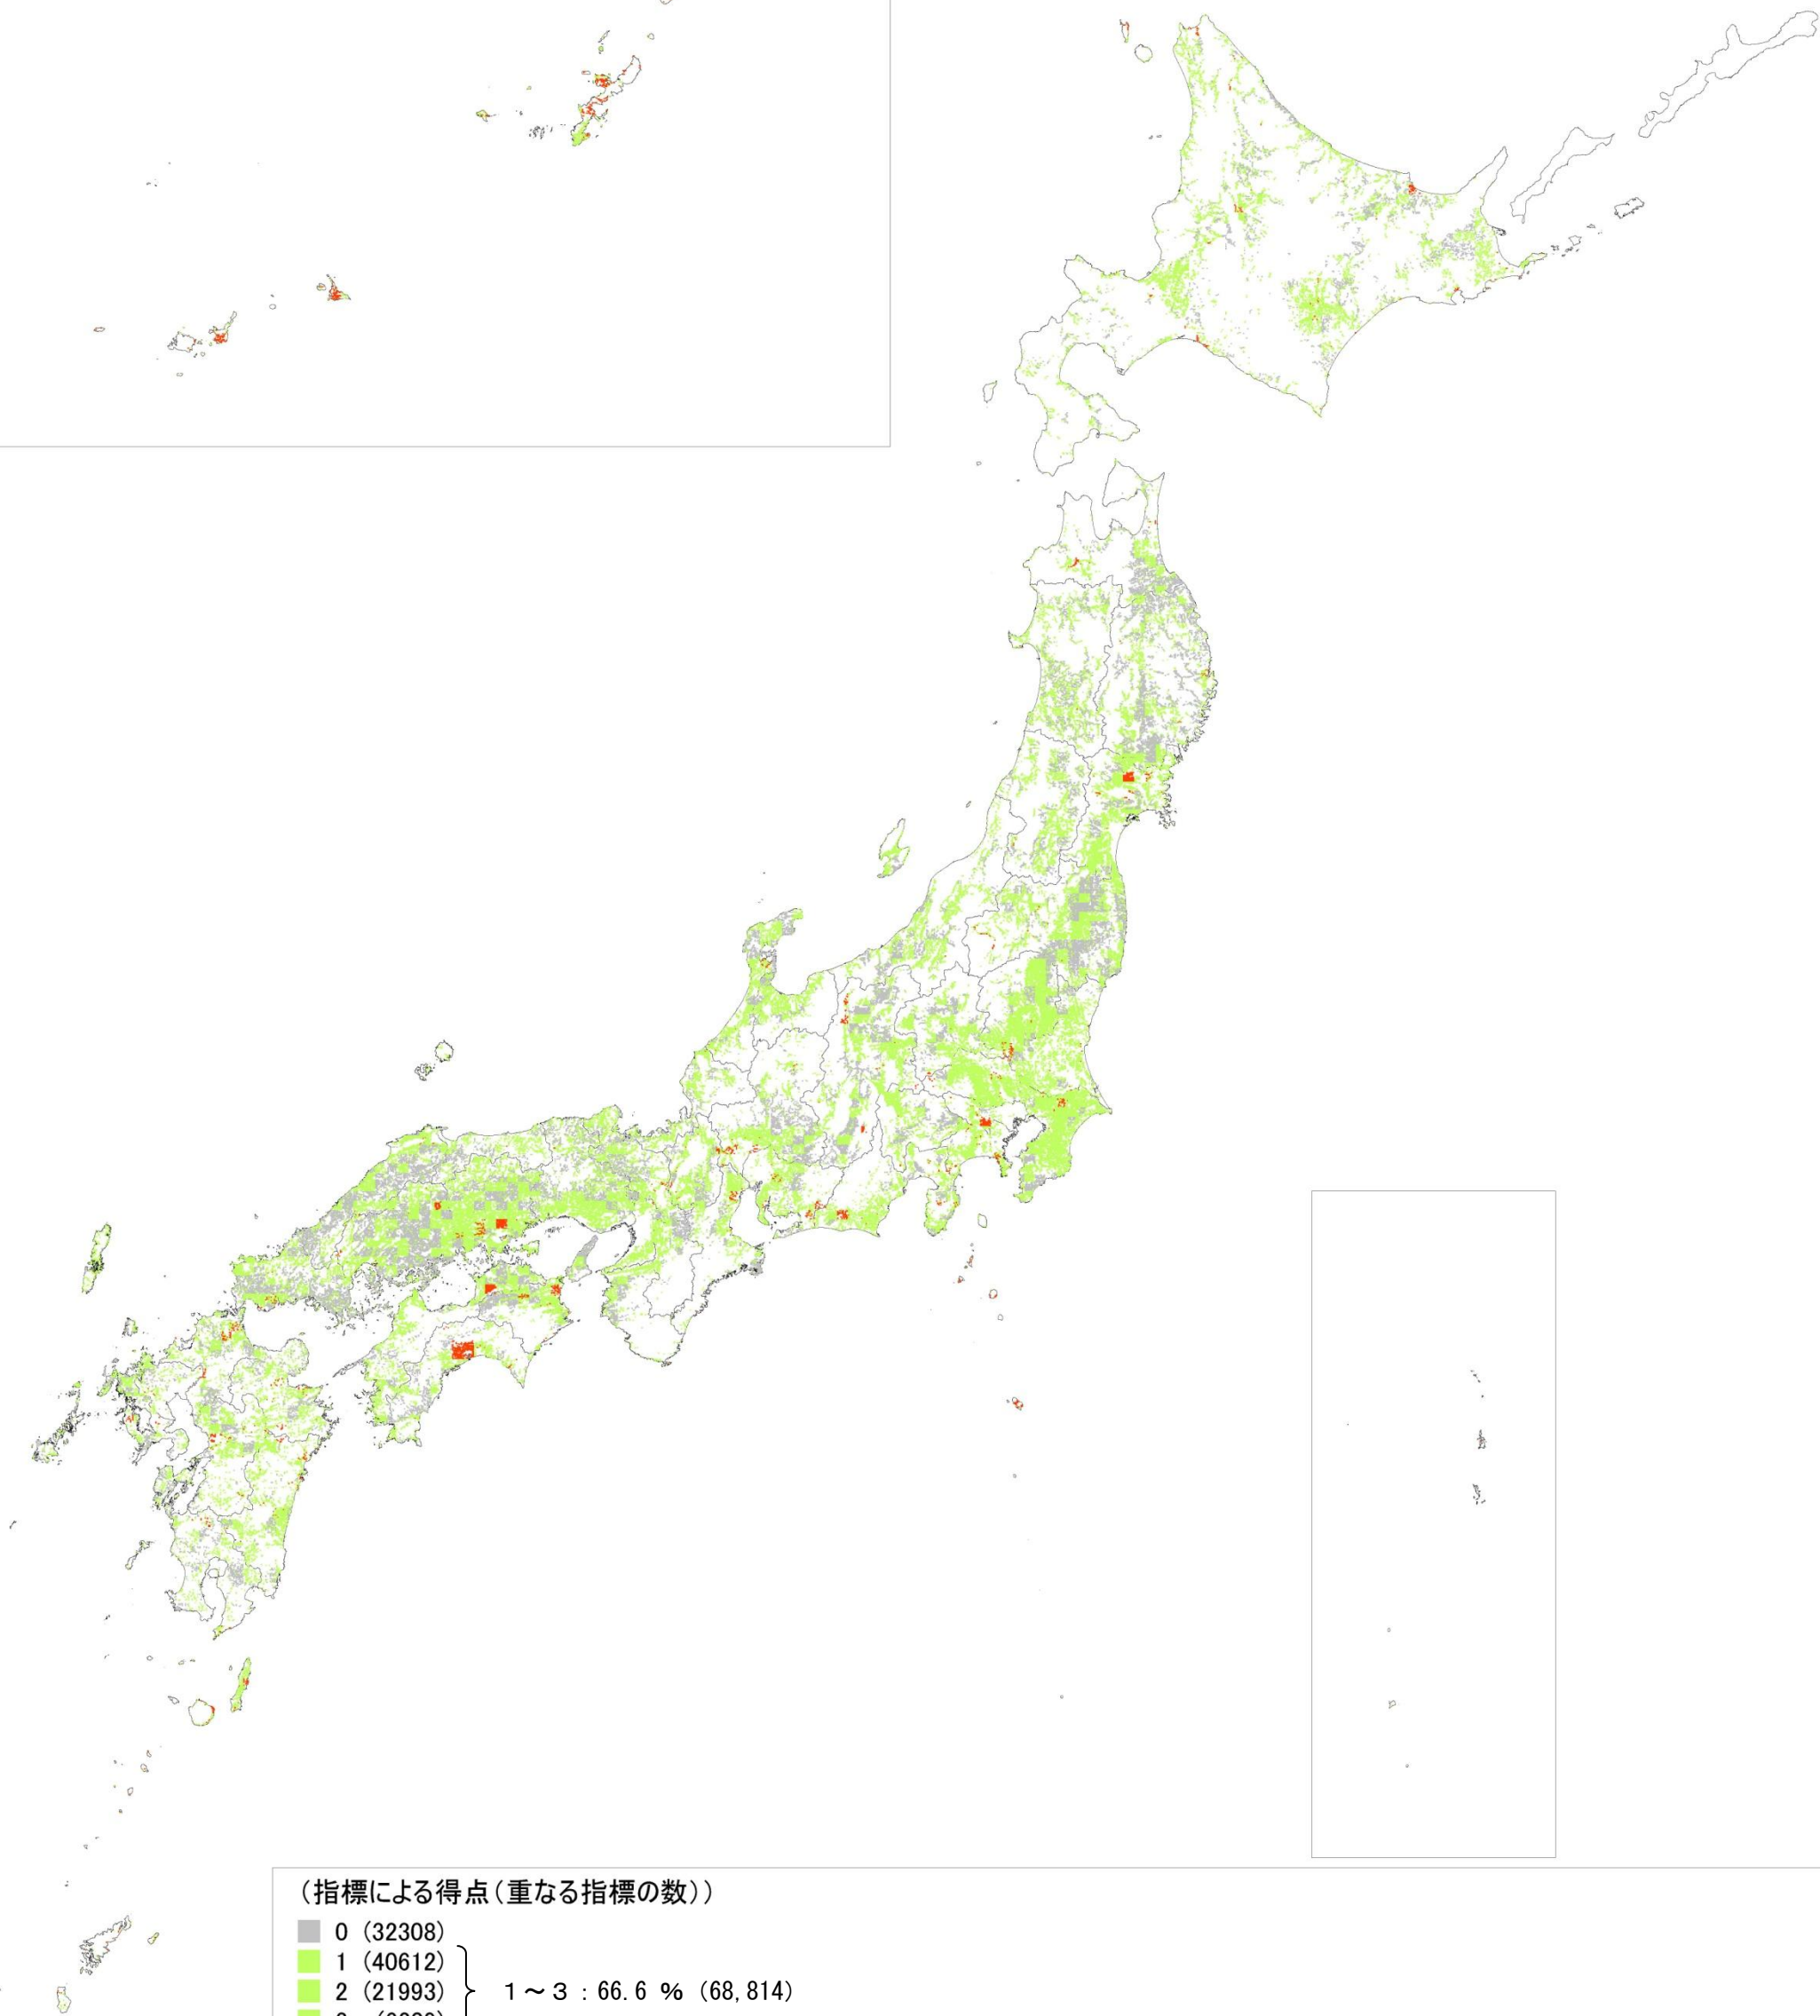 （指標による得点（重なる指標の数））
0 (32308)
1 (40612)
2 (21993)
1～3 : 66.6 % (68,814)